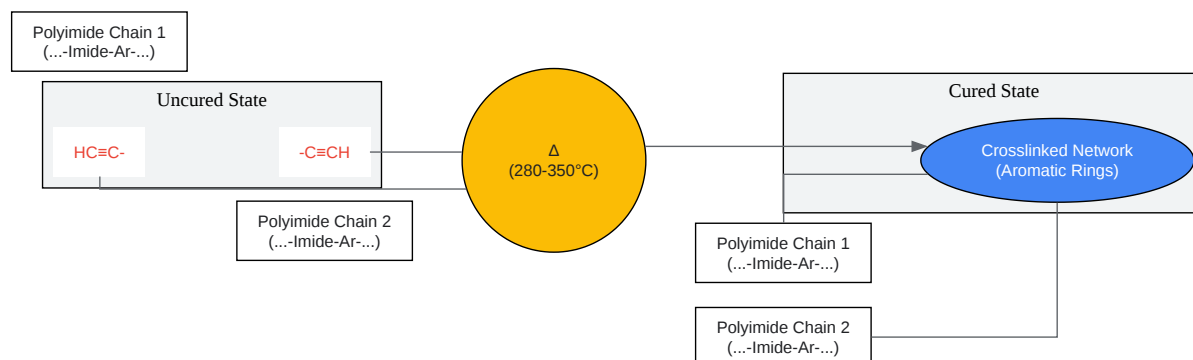 Polyimide Chain 1
(...-Imide-Ar-...)
Uncured State
HC≡C-
-C≡CH
Polyimide Chain 2
(...-Imide-Ar-...)
Δ
(280-350°C)
Cured State
Crosslinked Network
(Aromatic Rings)
Polyimide Chain 1
(...-Imide-Ar-...)
Polyimide Chain 2
(...-Imide-Ar-...)